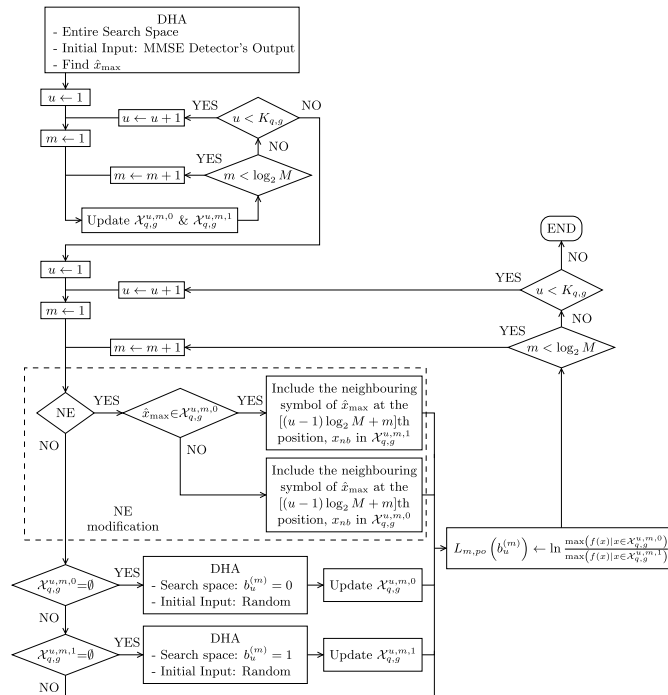 DHA
- Entire Search Space
- Initial Input: MMSE Detector's Output
- Find x̂_max
u ← 1
YES
NO
u ← u + 1
u < K_{q,g}
m ← 1
NO
YES
m ← m + 1
m < log₂ M
Update 𝒳_{q,g}^{u,m,0} & 𝒳_{q,g}^{u,m,1}
END
NO
u ← 1
YES
u ← u + 1
u < K_{q,g}
m ← 1
NO
YES
m ← m + 1
m < log₂ M
NE
YES
x̂_max ∈ 𝒳_{q,g}^{u,m,0}
YES
Include the neighbouring
symbol of x̂_max at the
[(u − 1) log₂ M + m]th
position, x_{nb} in 𝒳_{q,g}^{u,m,1}
NO
NO
Include the neighbouring
symbol of x̂_max at the
[(u − 1) log₂ M + m]th
position, x_{nb} in 𝒳_{q,g}^{u,m,0}
NE
modification
L_{m,po} (b_u^{(m)}) ← ln max(f(x)|x∈𝒳_{q,g}^{u,m,0}) / max(f(x)|x∈𝒳_{q,g}^{u,m,1})
𝒳_{q,g}^{u,m,0}=∅
YES
DHA
- Search space: b_u^{(m)} = 0
- Initial Input: Random
Update 𝒳_{q,g}^{u,m,0}
NO
𝒳_{q,g}^{u,m,1}=∅
YES
DHA
- Search space: b_u^{(m)} = 1
- Initial Input: Random
Update 𝒳_{q,g}^{u,m,1}
NO